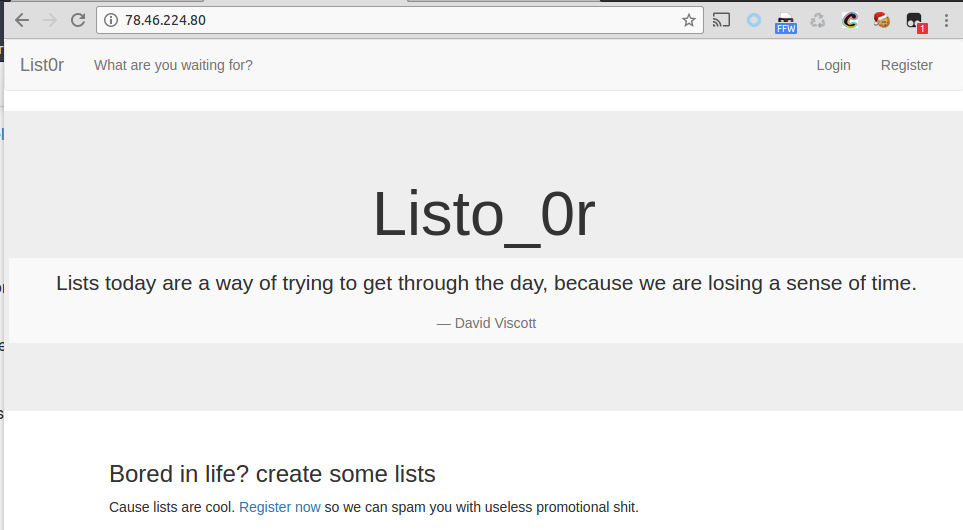 78.46.224.80
FFW
1
List0r What are you waiting for? Login Register
Listo_0r
Lists today are a way of trying to get through the day, because we are losing a sense of time.
— David Viscott
Bored in life? create some lists
Cause lists are cool. Register now so we can spam you with useless promotional shit.